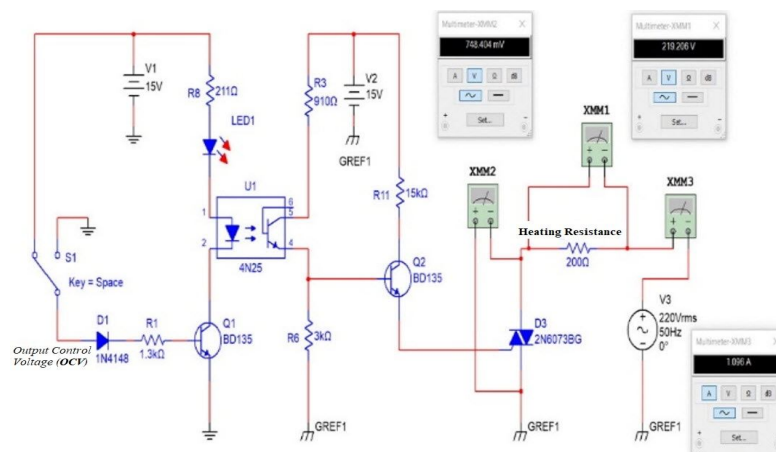 Multimeter-XMM2 X
748.404 mV
A V Ω dB
Set...
+ -
Multimeter-XMM1 X
219.206 V
A V Ω dB
Set...
+ -
V1
15V
R8 211Ω
LED1
R3
910Ω
V2
15V
GREF1
XMM1
XMM2
XMM3
U1
1
2
6
5
4
4N25
R11 15kΩ
Heating Resistance
200Ω
S1
Key = Space
Q2
BD135
D1
1N4148
R1
1.3kΩ
Q1
BD135
R6 3kΩ
D3
2N6073BG
V3
220Vrms
50Hz
0°
Output Control
Voltage (OCV)
GREF1
GREF1
GREF1
Multimeter-XMM3
1.096 A
A V Ω dB
Set...
+ -